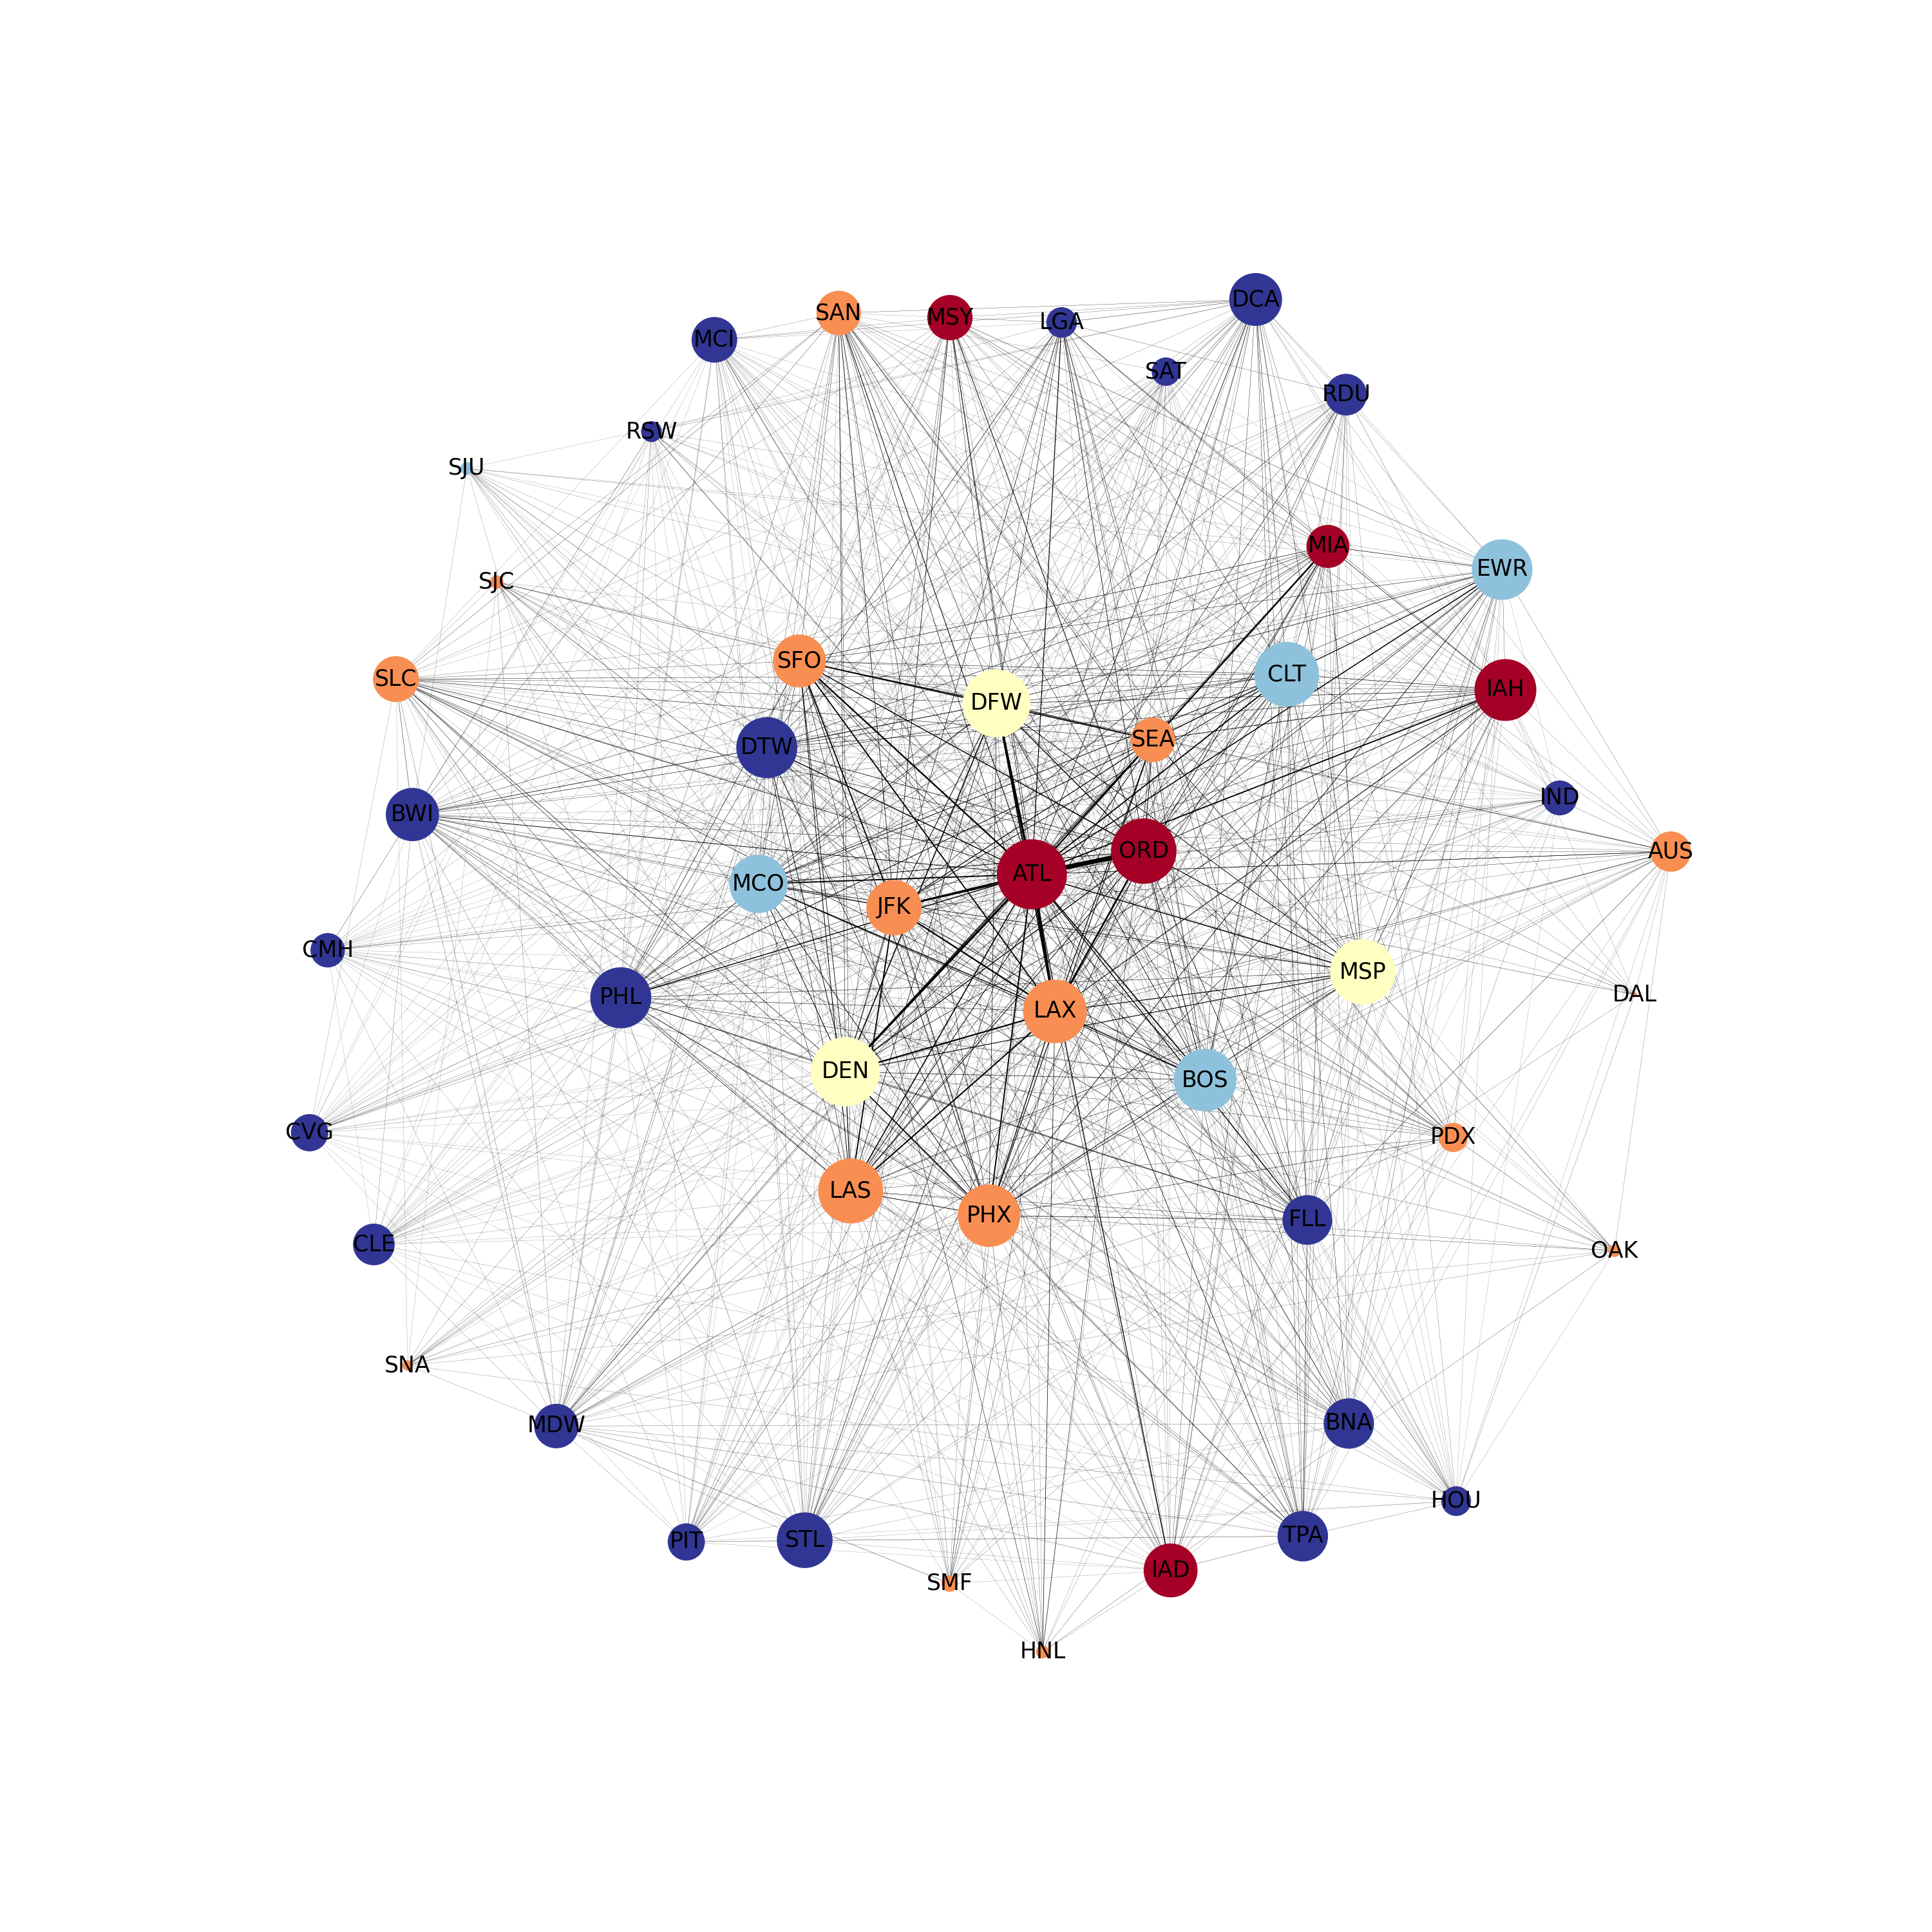 DCA
SAN
MSY
LGA
MCI
SAT
RDU
RSW
SJU
MIA
EWR
SJC
SFO
CLT
SLC
IAH
DFW
SEA
DTW
IND
BWI
ORD
AUS
ATL
MCO
JFK
CMH
MSP
DAL
PHL
LAX
DEN
BOS
CVG
PDX
LAS
PHX
FLL
CLE
OAK
SNA
BNA
MDW
HOU
TPA
STL
PIT
IAD
SMF
HNL